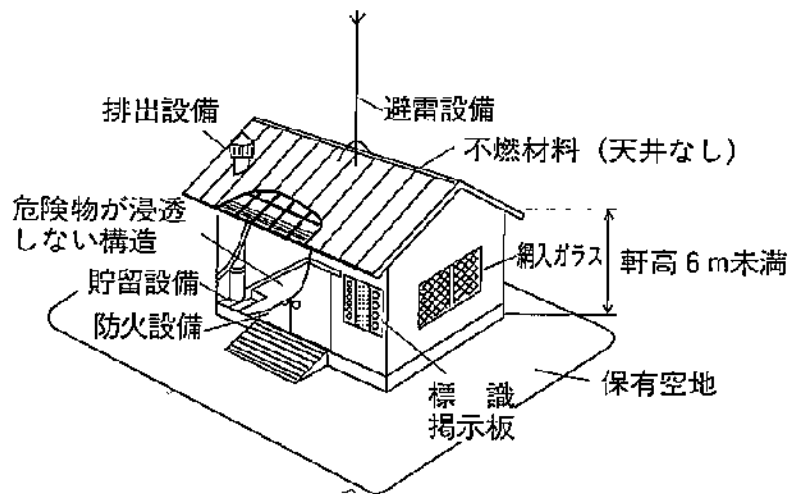 避雷設備
排出設備
不燃材料（天井なし）
危険物が浸透
しない構造
網入ガラス
軒高6m未満
貯留設備
防火設備
保有空地
標識
掲示板